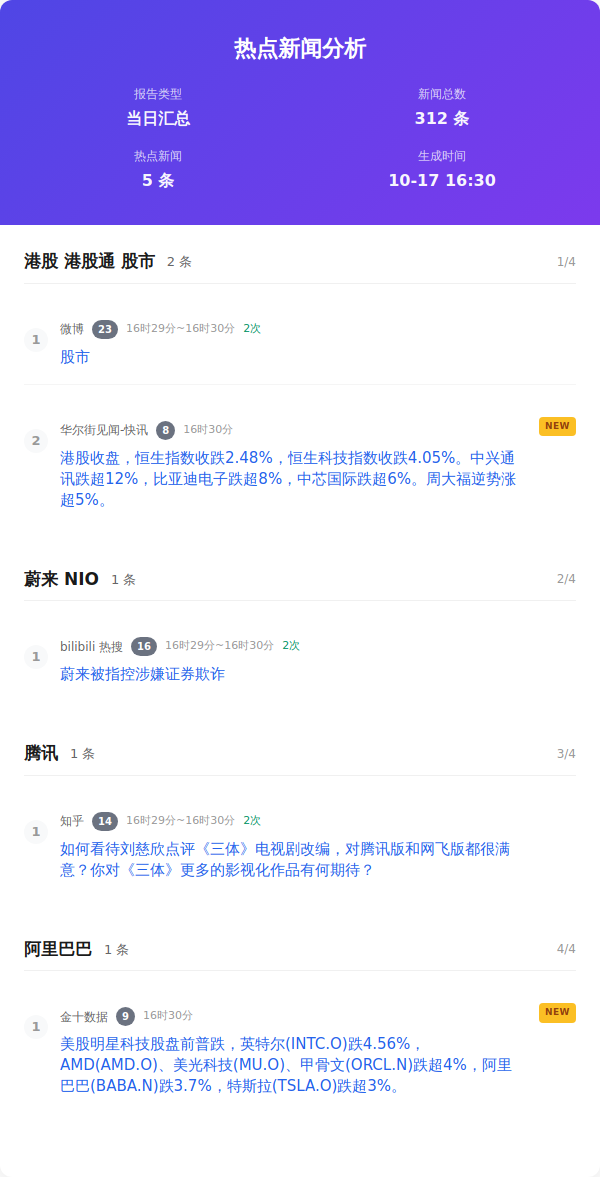 热点新闻分析
报告类型
新闻总数
当日汇总
312 条
热点新闻
生成时间
5 条
10-17 16:30
港股 港股通 股市 2 条 1/4
1 微博 23 16时29分~16时30分 2次
股市
2 华尔街见闻-快讯 8 16时30分 NEW
港股收盘，恒生指数收跌2.48%，恒生科技指数收跌4.05%。中兴通
讯跌超12%，比亚迪电子跌超8%，中芯国际跌超6%。周大福逆势涨
超5%。
蔚来 NIO 1 条 2/4
1 bilibili 热搜 16 16时29分~16时30分 2次
蔚来被指控涉嫌证券欺诈
腾讯 1 条 3/4
1 知乎 14 16时29分~16时30分 2次
如何看待刘慈欣点评《三体》电视剧改编，对腾讯版和网飞版都很满
意？你对《三体》更多的影视化作品有何期待？
阿里巴巴 1 条 4/4
1 金十数据 9 16时30分 NEW
美股明星科技股盘前普跌，英特尔(INTC.O)跌4.56%，
AMD(AMD.O)、美光科技(MU.O)、甲骨文(ORCL.N)跌超4%，阿里
巴巴(BABA.N)跌3.7%，特斯拉(TSLA.O)跌超3%。